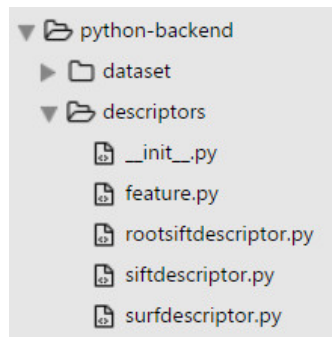 python-backend
dataset
descriptors
__init__.py
feature.py
rootsiftdescriptor.py
siftdescriptor.py
surfdescriptor.py